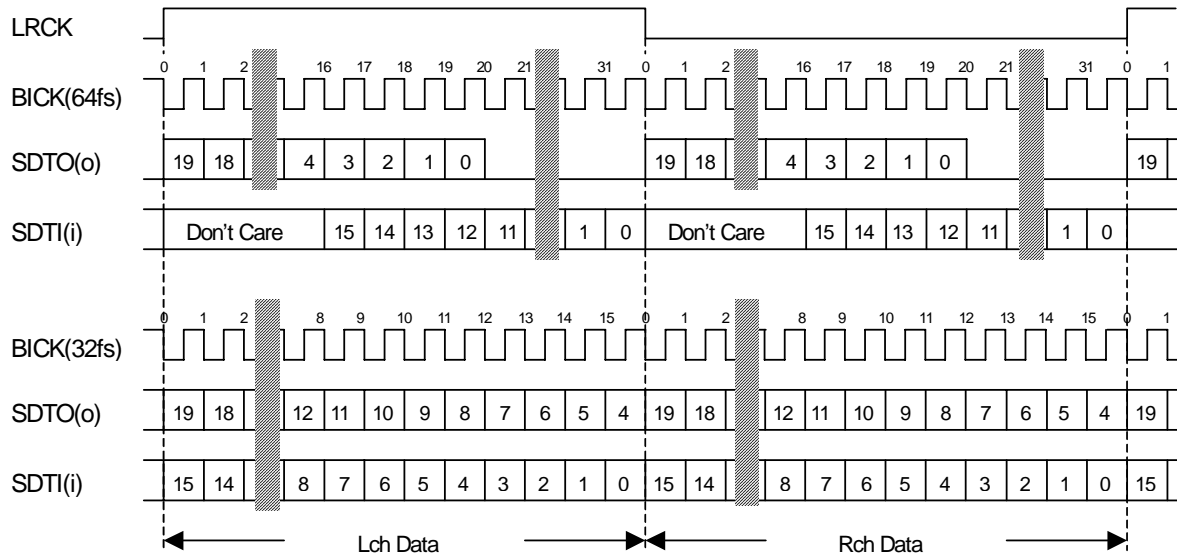 LRCK
0 1 2 16 17 18 19 20 21 31 0 1 2 16 17 18 19 20 21 31 0 1
BICK(64fs)
SDTO(o) 19 18 4 3 2 1 0 19 18 4 3 2 1 0 19
SDTI(i) Don't Care 15 14 13 12 11 1 0 Don't Care 15 14 13 12 11 1 0
0 1 2 8 9 10 11 12 13 14 15 0 1 2 8 9 10 11 12 13 14 15 0 1
BICK(32fs)
SDTO(o) 19 18 12 11 10 9 8 7 6 5 4 19 18 12 11 10 9 8 7 6 5 4 19
SDTI(i) 15 14 8 7 6 5 4 3 2 1 0 15 14 8 7 6 5 4 3 2 1 0 15
Lch Data Rch Data